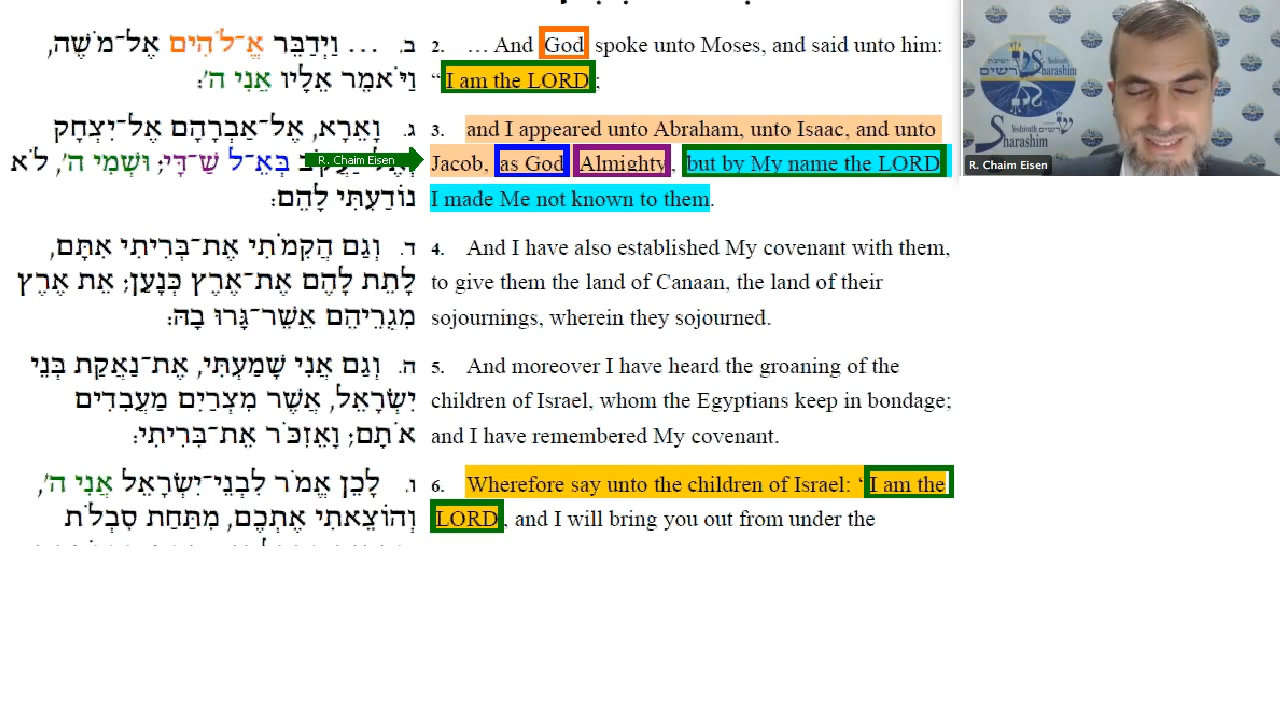 ב. ... וַיְדַבֵּר אֱ־לֹהִים אֶל־מֹשֶׁה,
וַיֹּאמֶר אֵלָיו אֲנִי ה':
ג. וָאֵרָא, אֶל־אַבְרָהָם אֶל־יִצְחָק
בְּאֵ־ל שַׁ־דָּי; וּשְׁמִי ה', לֹא
נוֹדַעְתִּי לָהֶם:
ד. וְגַם הֲקִמֹתִי אֶת־בְּרִיתִי אִתָּם,
לָתֵת לָהֶם אֶת־אֶרֶץ כְּנָעַן; אֵת אֶרֶץ
מְגֻרֵיהֶם אֲשֶׁר־גָּרוּ בָהּ:
ה. וְגַם אֲנִי שָׁמַעְתִּי, אֶת־נַאֲקַת בְּנֵי
יִשְׂרָאֵל, אֲשֶׁר מִצְרַיִם מַעֲבִדִים
אֹתָם; וָאֶזְכֹּר אֶת־בְּרִיתִי:
ו. לָכֵן אֱמֹר לִבְנֵי־יִשְׂרָאֵל אֲנִי ה',
וְהוֹצֵאתִי אֶתְכֶם, מִתַּחַת סִבְלֹת
2. ... And God spoke unto Moses, and said unto him:
“I am the LORD;
3. and I appeared unto Abraham, unto Isaac, and unto
Jacob, as God Almighty, but by My name the LORD
I made Me not known to them.
4. And I have also established My covenant with them,
to give them the land of Canaan, the land of their
sojournings, wherein they sojourned.
5. And moreover I have heard the groaning of the
children of Israel, whom the Egyptians keep in bondage;
and I have remembered My covenant.
6. Wherefore say unto the children of Israel: ‘I am the
LORD, and I will bring you out from under the
R. Chaim Eisen
Yeshivath Sharashim
R. Chaim Eisen